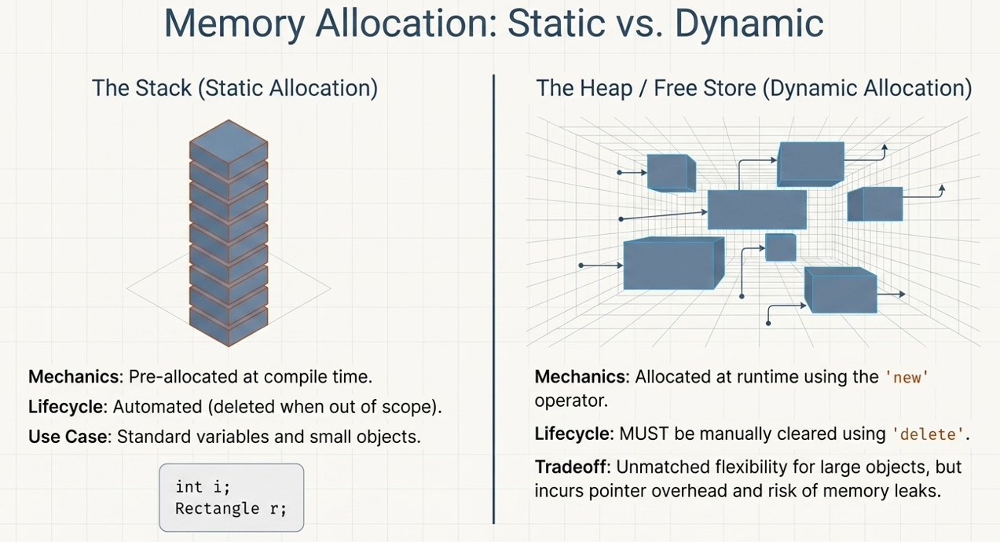 Memory Allocation: Static vs. Dynamic
The Stack (Static Allocation)
Mechanics: Pre-allocated at compile time.
Lifecycle: Automated (deleted when out of scope).
Use Case: Standard variables and small objects.
int i;
Rectangle r;
The Heap / Free Store (Dynamic Allocation)
Mechanics: Allocated at runtime using the 'new'
operator.
Lifecycle: MUST be manually cleared using 'delete'.
Tradeoff: Unmatched flexibility for large objects, but
incurs pointer overhead and risk of memory leaks.